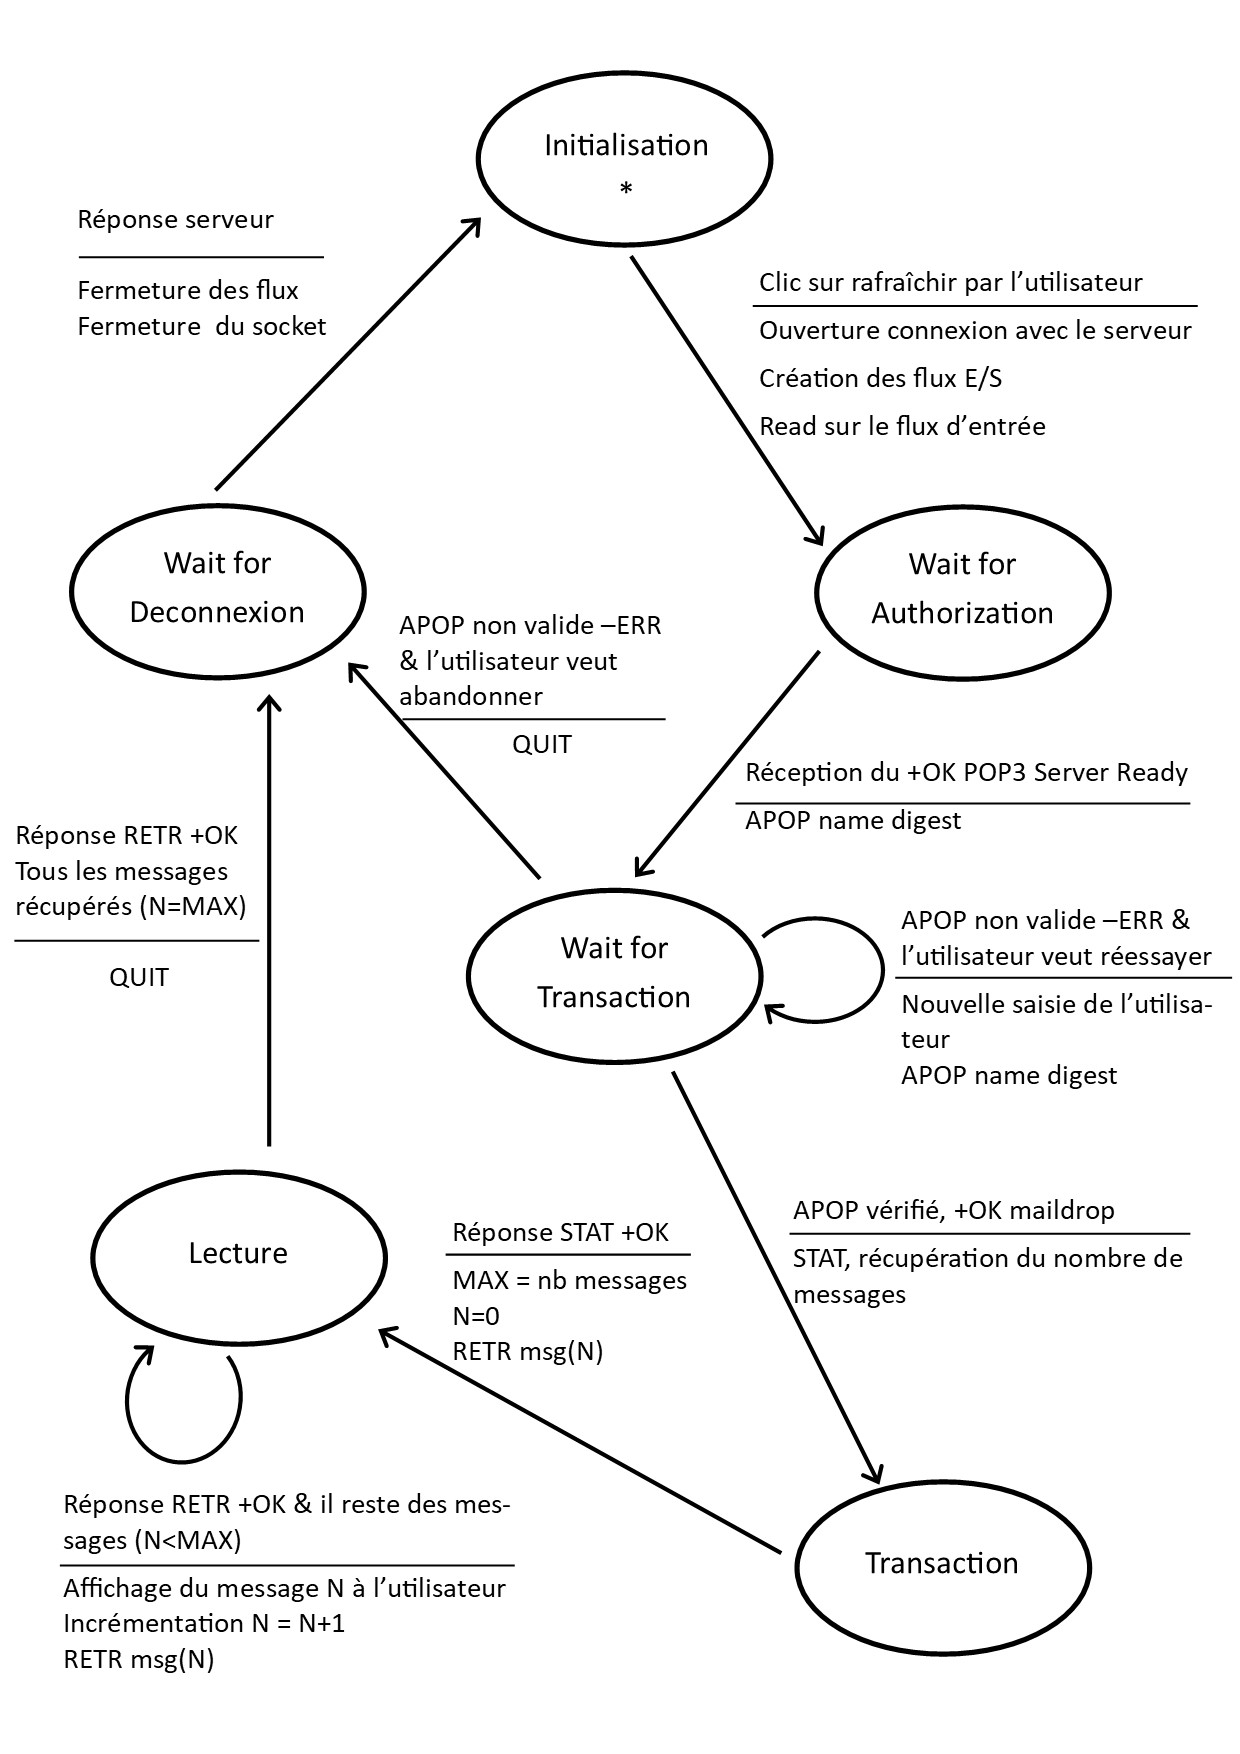 Initialisation
*
Réponse serveur
Fermeture des flux
Fermeture  du socket
Clic sur rafraîchir par l’utilisateur
Ouverture connexion avec le serveur
Création des flux E/S
Read sur le flux d’entrée
Wait for
Deconnexion
Wait for
Authorization
APOP non valide –ERR
& l’utilisateur veut
abandonner
QUIT
Réception du +OK POP3 Server Ready
APOP name digest
Réponse RETR +OK
Tous les messages
récupérés (N=MAX)
QUIT
Wait for
Transaction
APOP non valide –ERR &
l’utilisateur veut réessayer
Nouvelle saisie de l’utilisa-
teur
APOP name digest
Lecture
Réponse STAT +OK
MAX = nb messages
N=0
RETR msg(N)
APOP vérifié, +OK maildrop
STAT, récupération du nombre de
messages
Réponse RETR +OK & il reste des mes-
sages (N<MAX)
Affichage du message N à l’utilisateur
Incrémentation N = N+1
RETR msg(N)
Transaction